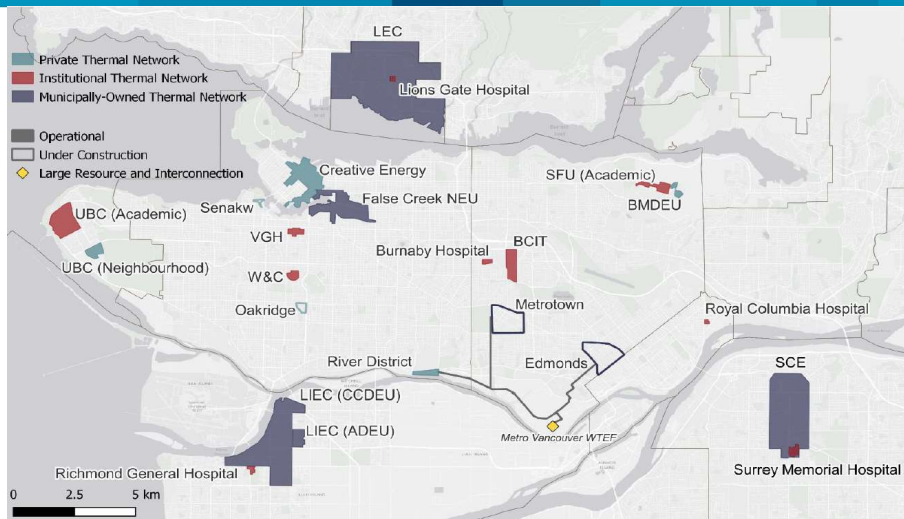 LEC
Private Thermal Network
Institutional Thermal Network
Municipally-Owned Thermal Network
Lions Gate Hospital
Operational
Under Construction
Large Resource and Interconnection
Creative Energy
SFU (Academic)
Senakw
False Creek NEU
BMDEU
UBC (Academic)
VGH
Burnaby Hospital
BCIT
UBC (Neighbourhood)
W&C
Oakridge
Metrotown
Royal Columbia Hospital
River District
Edmonds
SCE
LIEC (CCDEU)
LIEC (ADEU)
Metro Vancouver WTEF
Richmond General Hospital
Surrey Memorial Hospital
0 2.5 5 km